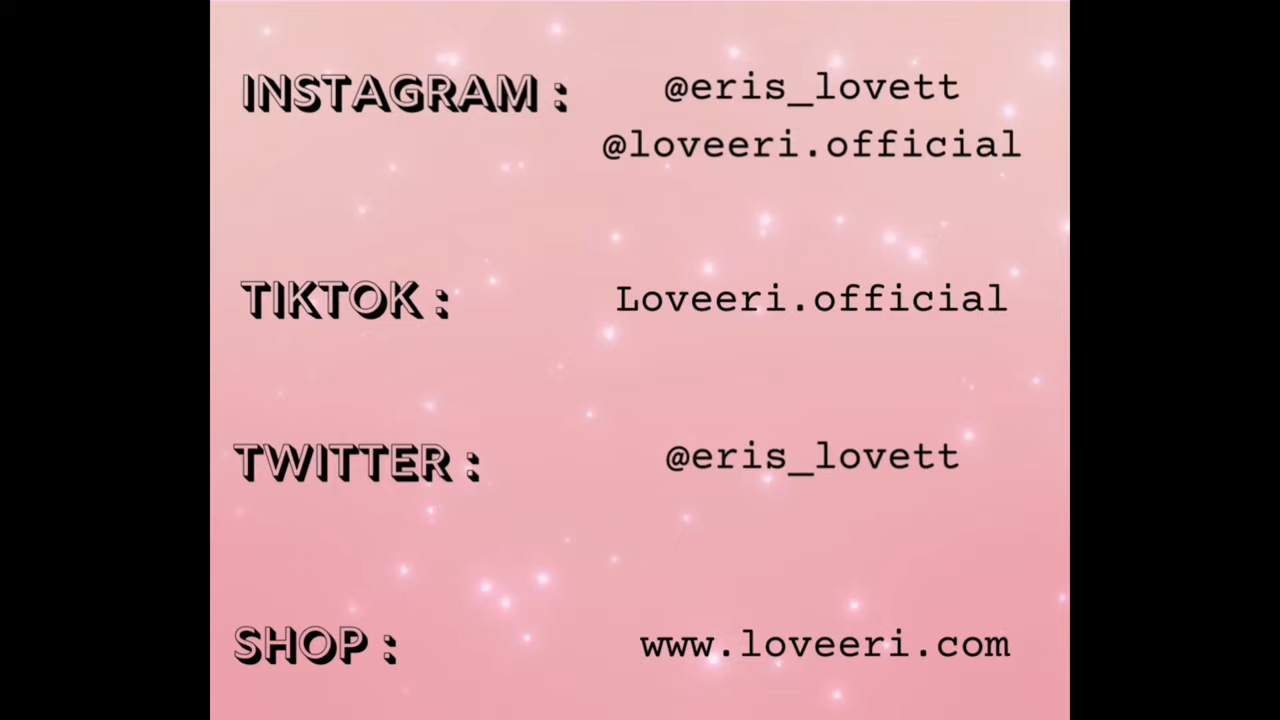 INSTAGRAM : @eris_lovett
@loveeri.official
TIKTOK : Loveeri.official
TWITTER : @eris_lovett
SHOP : www.loveeri.com